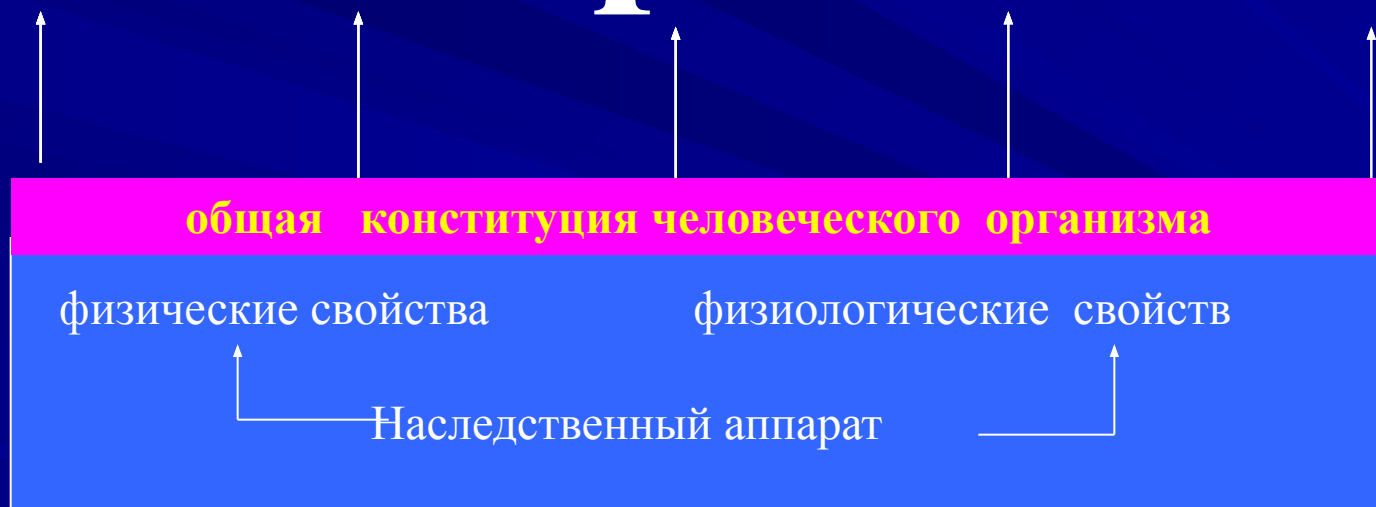 общая конституция человеческого организма
физические свойства физиологические свойств
Наследственный аппарат